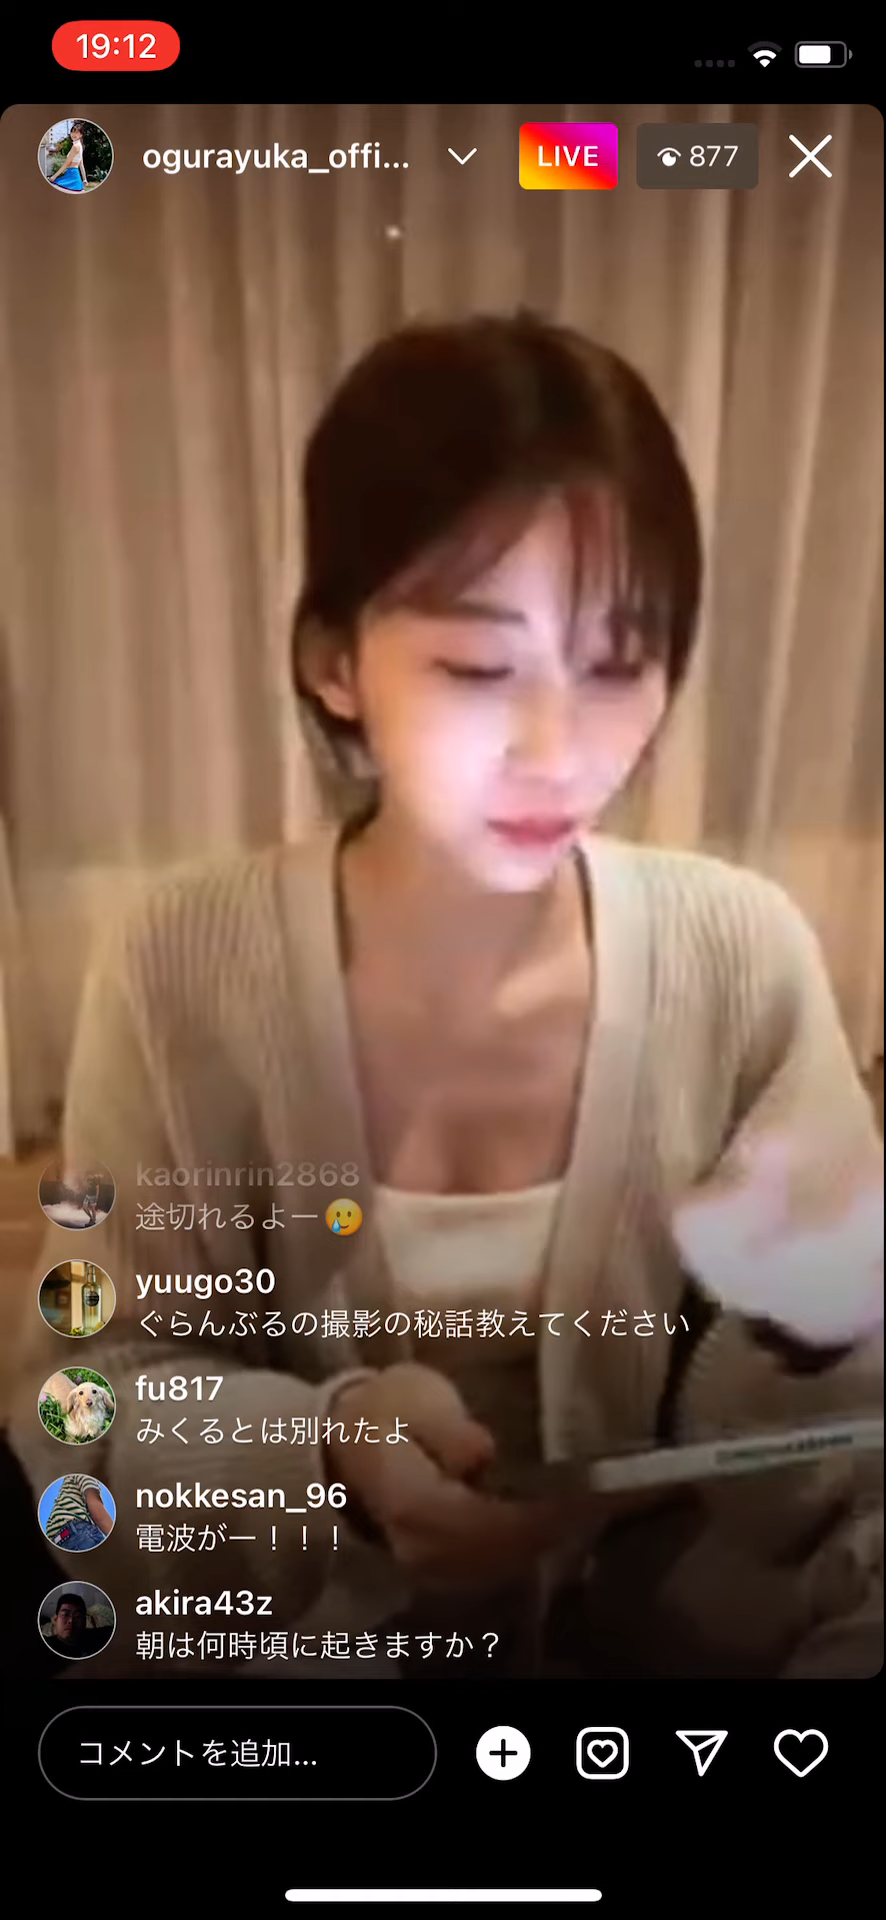 19:12
ogurayuka_offi...
LIVE
877
kaorinrin2868
途切れるよー🥲
yuugo30
ぐらんぶるの撮影の秘話教えてください
fu817
みくるとは別れたよ
nokkesan_96
電波がー！！！
akira43z
朝は何時頃に起きますか？
コメントを追加...